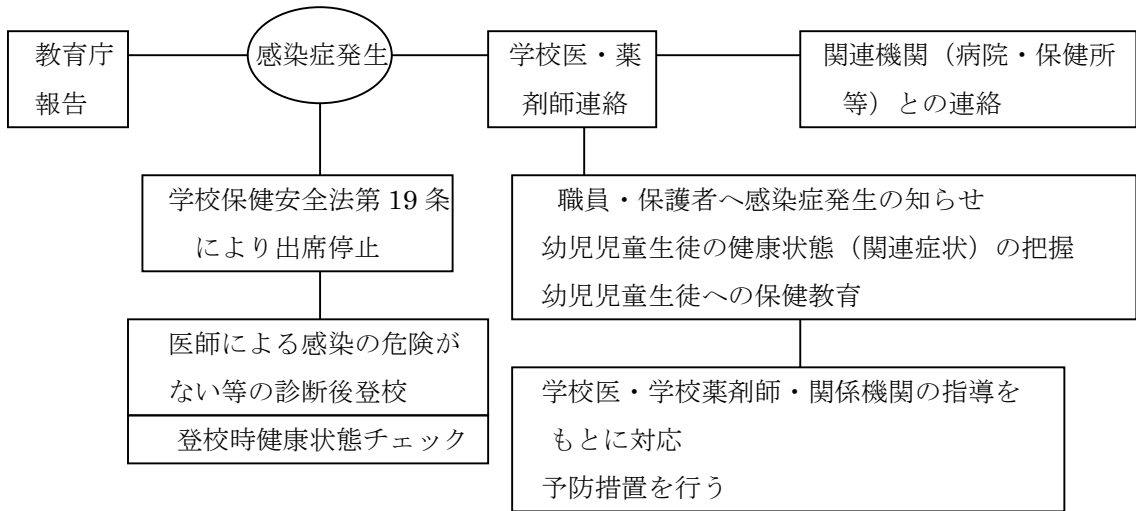 教育庁
報告
感染症発生
学校医・薬
剤師連絡
関連機関（病院・保健所
等）との連絡
学校保健安全法第 19 条
により出席停止
職員・保護者へ感染症発生の知らせ
幼児児童生徒の健康状態（関連症状）の把握
幼児児童生徒への保健教育
医師による感染の危険が
ない等の診断後登校
登校時健康状態チェック
学校医・学校薬剤師・関係機関の指導を
もとに対応
予防措置を行う